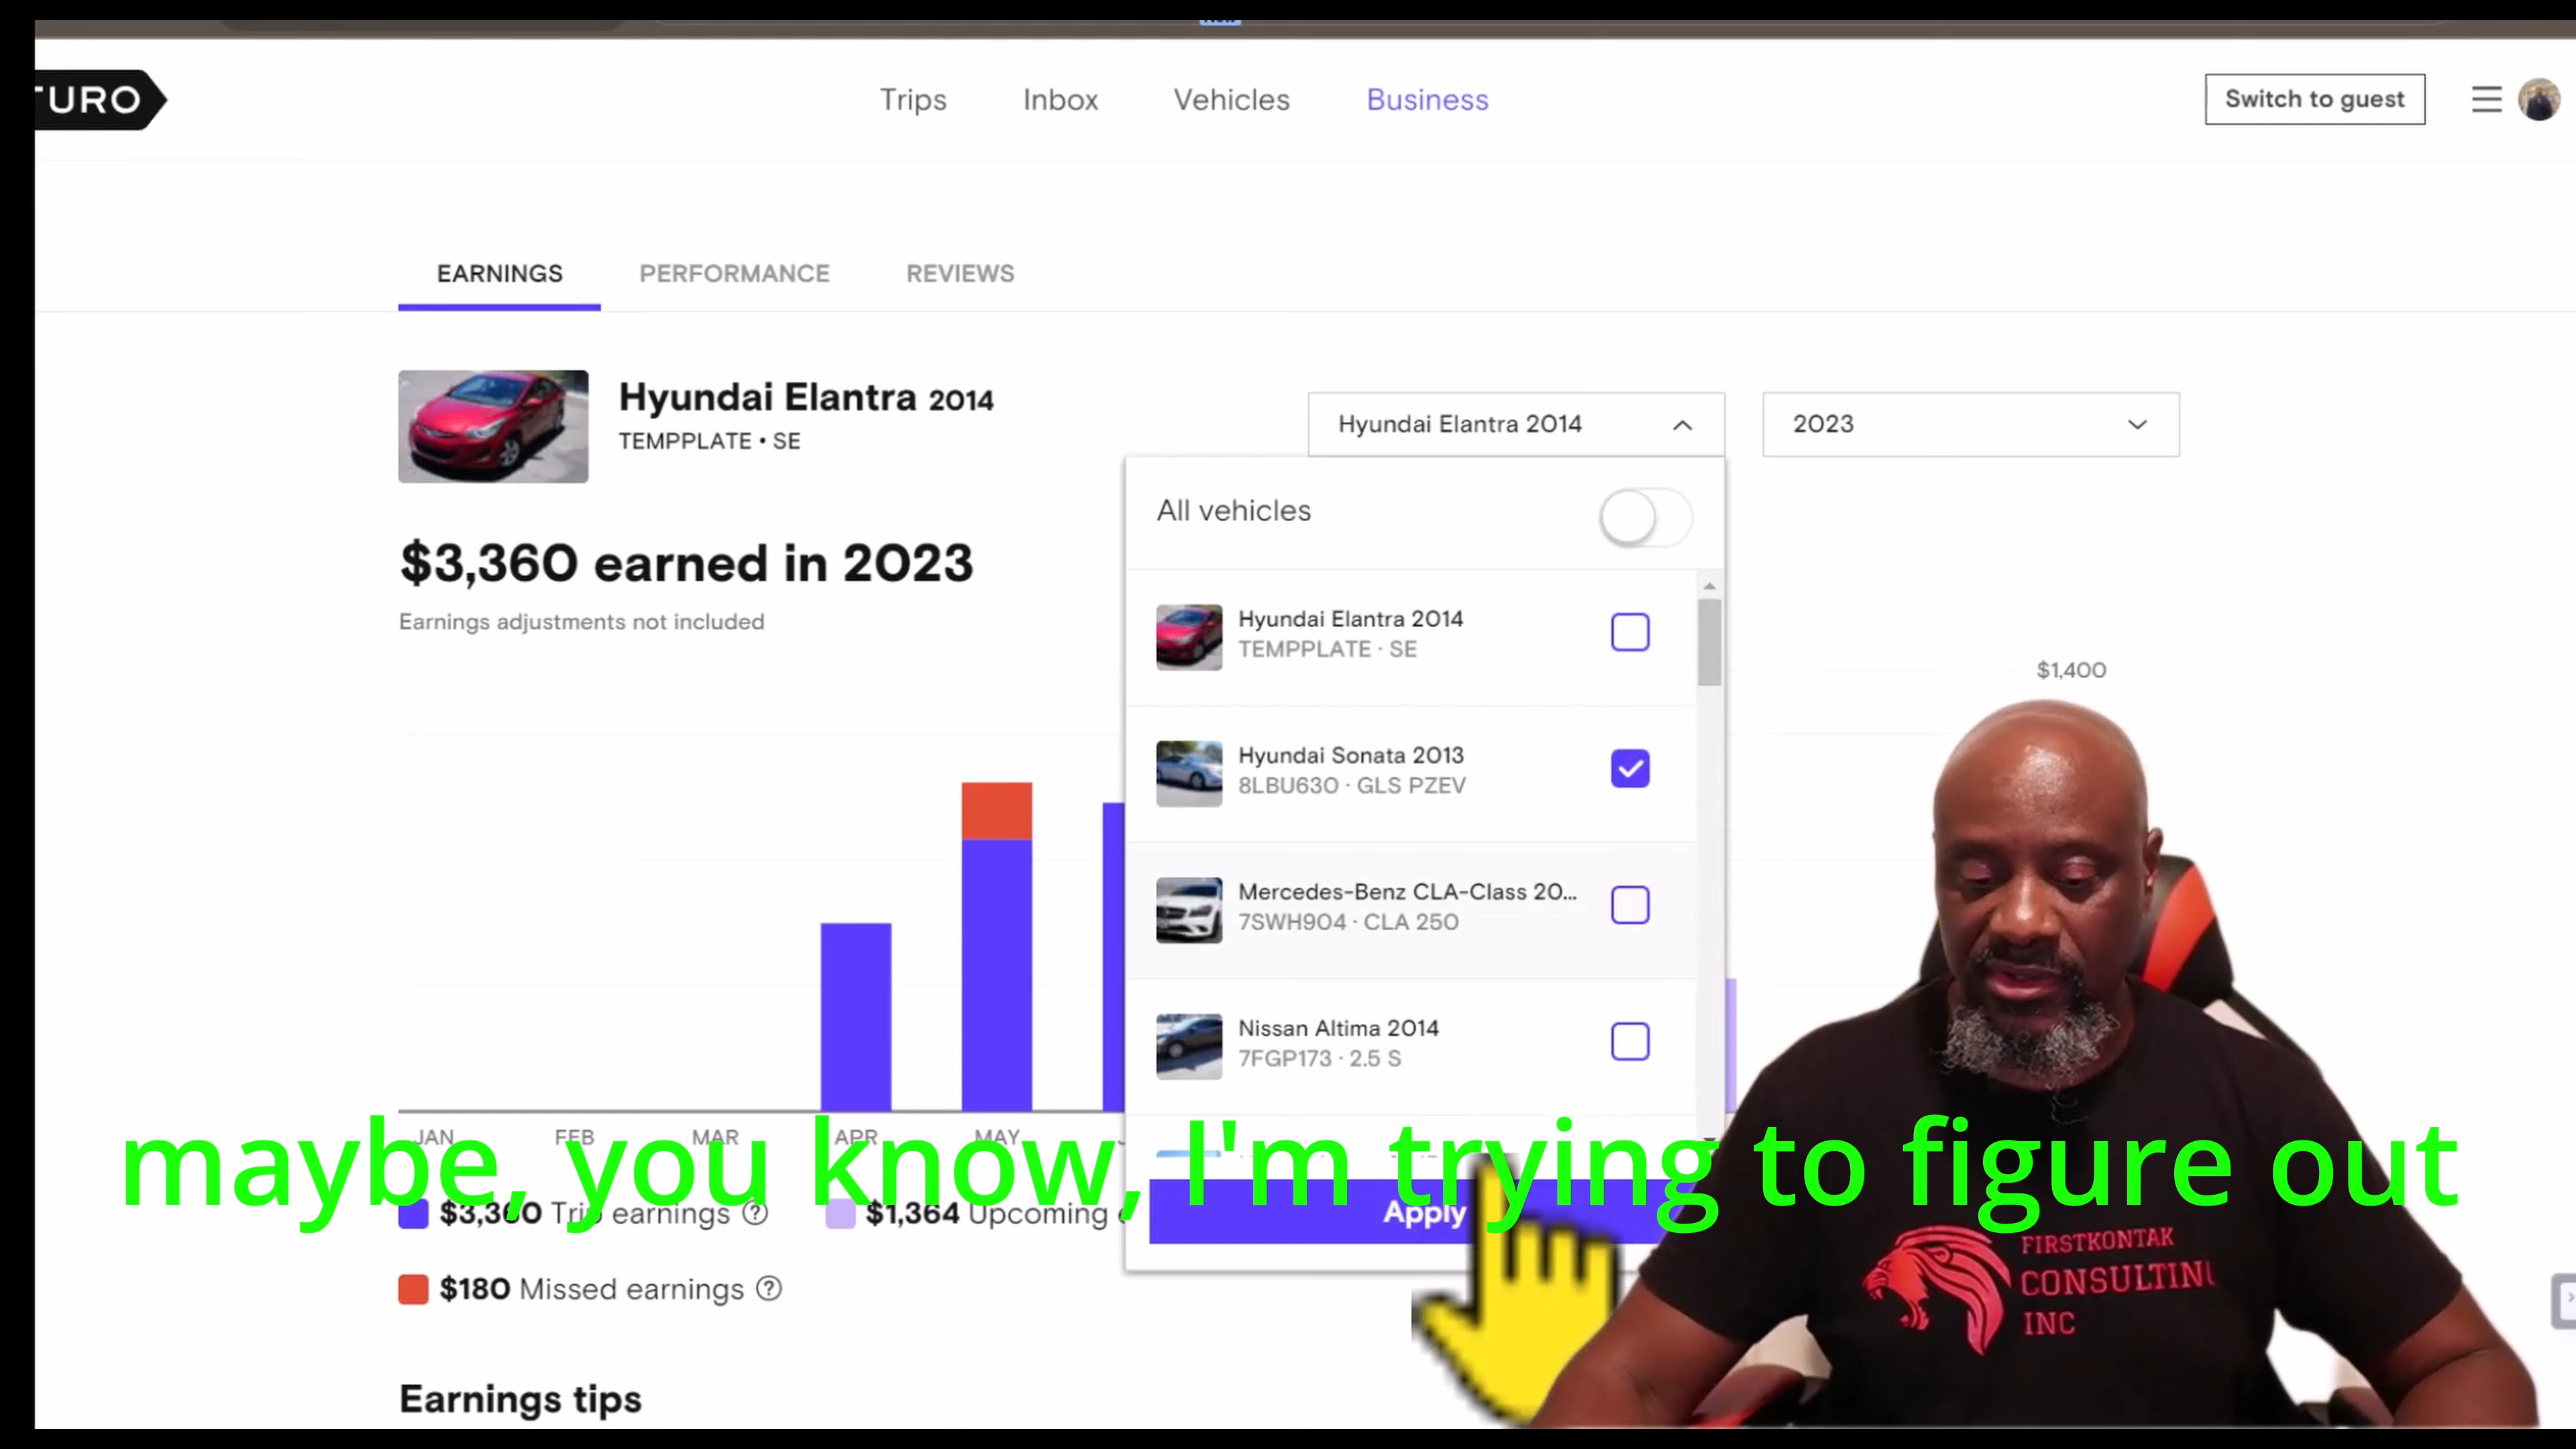 TURO
Trips
Inbox
Vehicles
Business
Switch to guest
EARNINGS
PERFORMANCE
REVIEWS
Hyundai Elantra 2014
TEMPPLATE • SE
Hyundai Elantra 2014
2023
$3,360 earned in 2023
Earnings adjustments not included
All vehicles
Hyundai Elantra 2014
TEMPPLATE · SE
Hyundai Sonata 2013
8LBU630 · GLS PZEV
Mercedes-Benz CLA-Class 20...
7SWH904 · CLA 250
Nissan Altima 2014
7FGP173 · 2.5 S
$1,400
JAN
FEB
MAR
APR
MAY
maybe, you know, I'm trying to figure out
$3,360 Trip earnings
$1,364 Upcoming
Apply
$180 Missed earnings
FIRSTKONTAK
CONSULTING
INC
Earnings tips